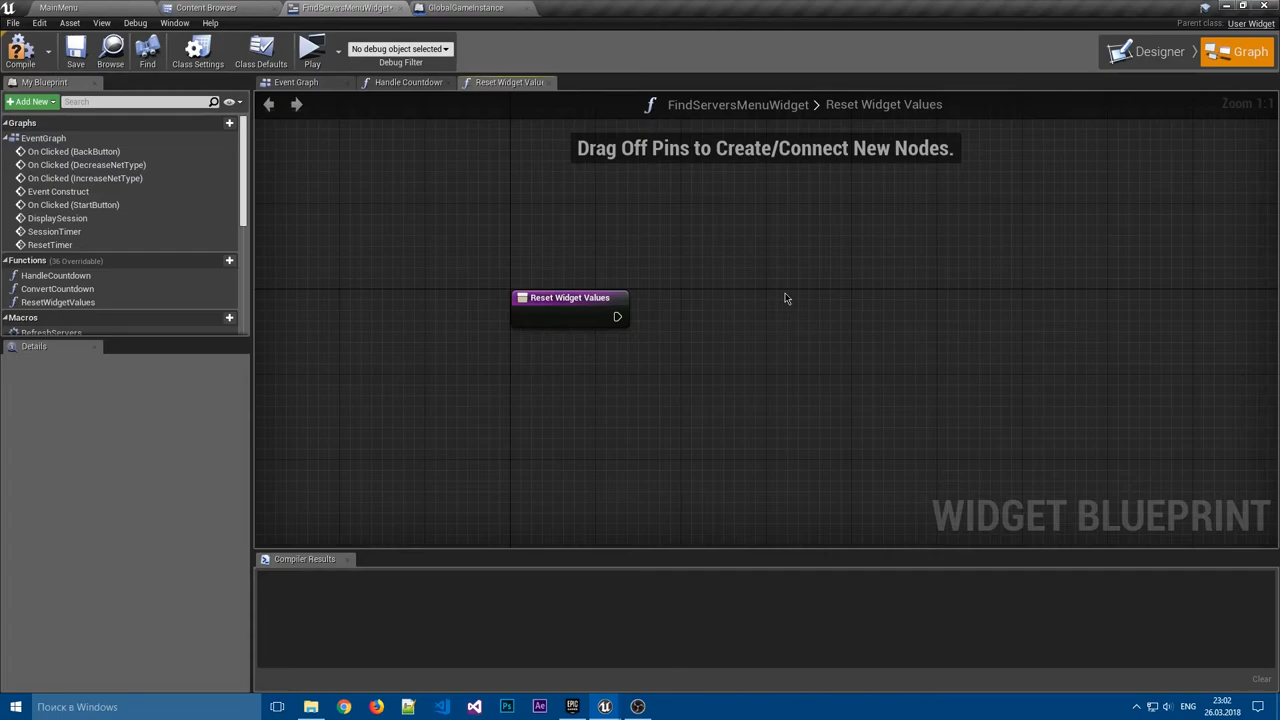 MainMenu
Content Browser
FindServersMenuWidget*
GlobalGameInstance
File Edit Asset View Debug Window Help
Parent class: User Widget
Compile
Save
Browse
Find
Class Settings
Class Defaults
Play
No debug object selected
Debug Filter
Designer
Graph
My Blueprint
Event Graph
Handle Countdown
Reset Widget Value
Add New
Search
FindServersMenuWidget > Reset Widget Values
Zoom 1:1
Graphs
EventGraph
On Clicked (BackButton)
On Clicked (DecreaseNetType)
On Clicked (IncreaseNetType)
Event Construct
On Clicked (StartButton)
DisplaySession
SessionTimer
ResetTimer
Functions (36 Overridable)
HandleCountdown
ConvertCountdown
ResetWidgetValues
Macros
RefreshServers
Details
Drag Off Pins to Create/Connect New Nodes.
Reset Widget Values
WIDGET BLUEPRINT
Compiler Results
Clear
Поиск в Windows
Ps
Ae
EPIC
ENG
23:02
26.03.2018